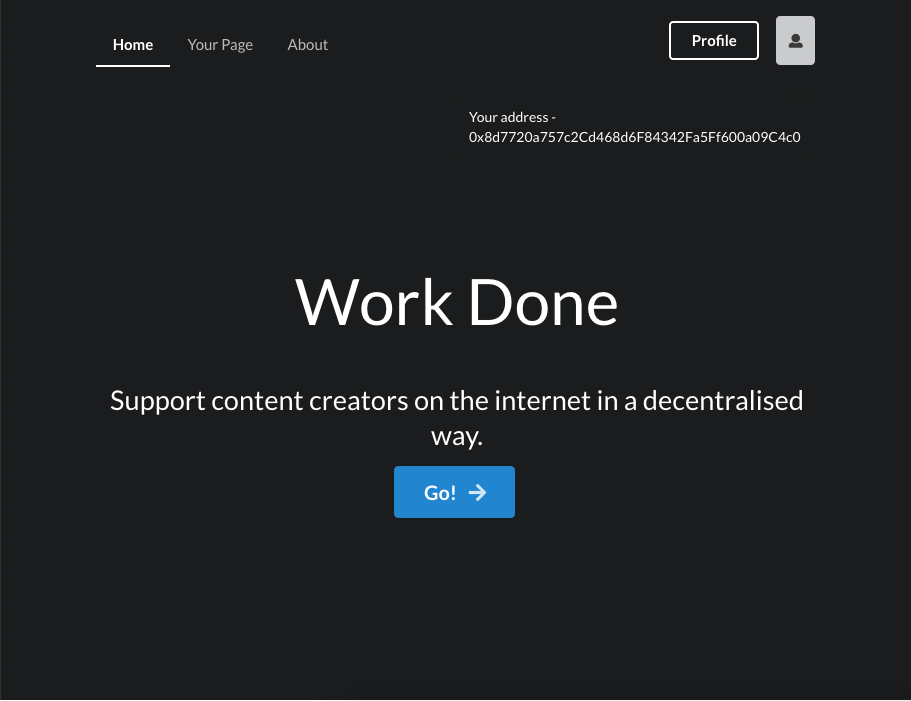 Home Your Page About Profile
Your address -
0x8d7720a757c2Cd468d6F84342Fa5Ff600a09C4c0
Work Done
Support content creators on the internet in a decentralised
way.
Go!